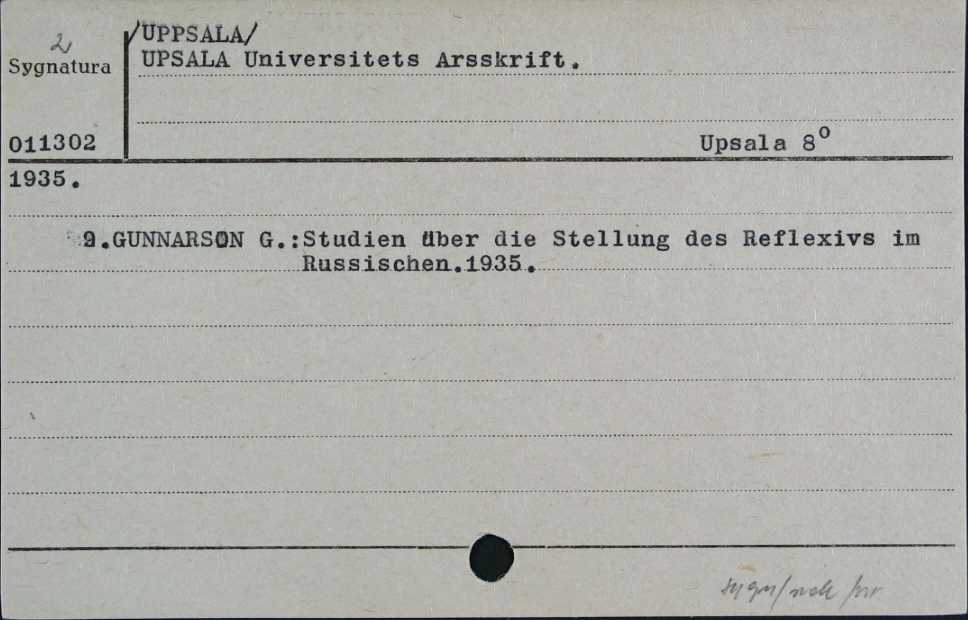 2
/UPPSALA/
Sygnatura
UPSALA Universitets Arsskrift.
011302
Upsala 8⁰
1935.
9.GUNNARSON G.:Studien über die Stellung des Reflexivs im
Russischen.1935.